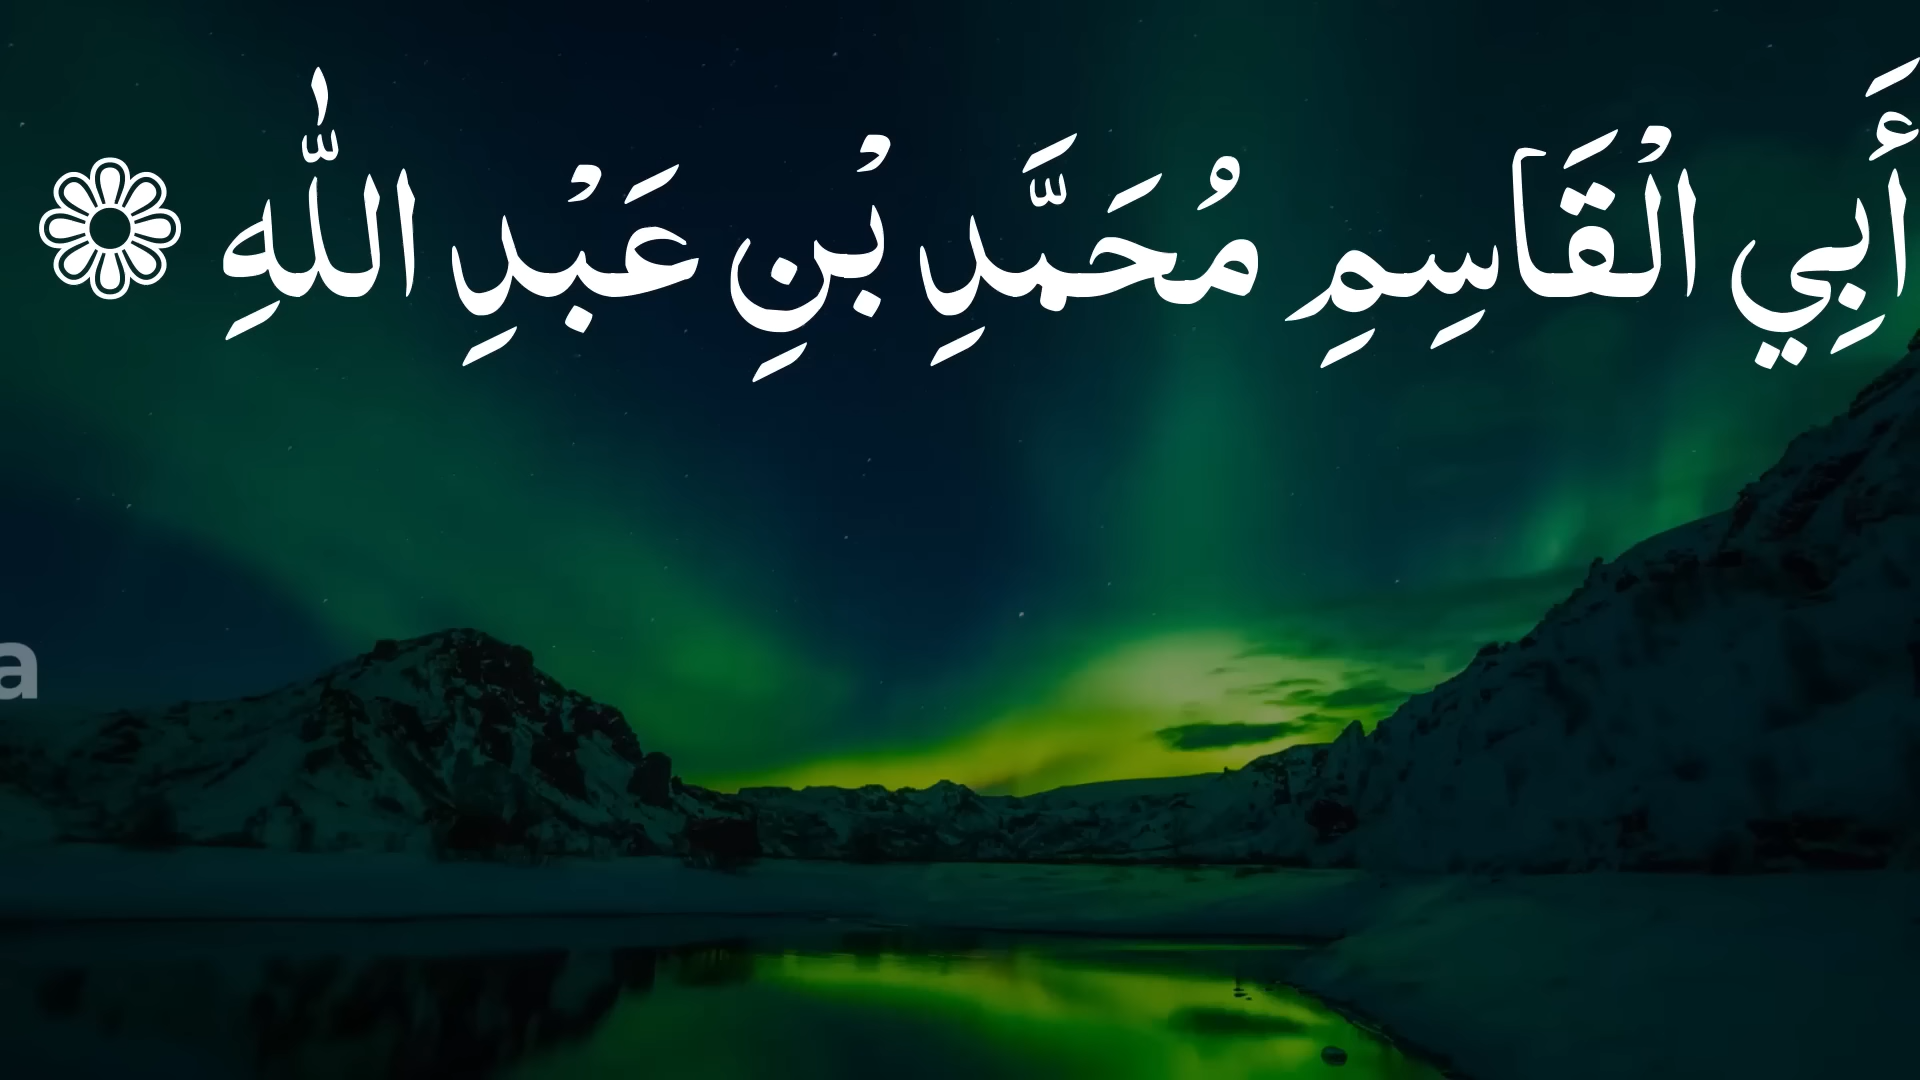 أَبِي الْقَاسِمِ مُحَمَّدِ بْنِ عَبْدِ اللّٰهِ ۞
a